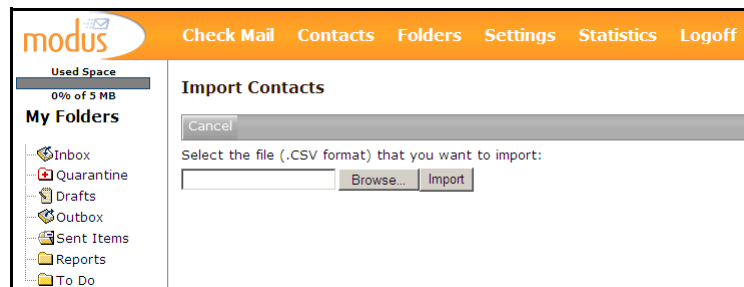 modus
Check Mail Contacts Folders Settings Statistics Logoff
Used Space
0% of 5 MB
My Folders
Inbox
Quarantine
Drafts
Outbox
Sent Items
Reports
To Do
Import Contacts
Cancel
Select the file (.CSV format) that you want to import:
Browse... Import